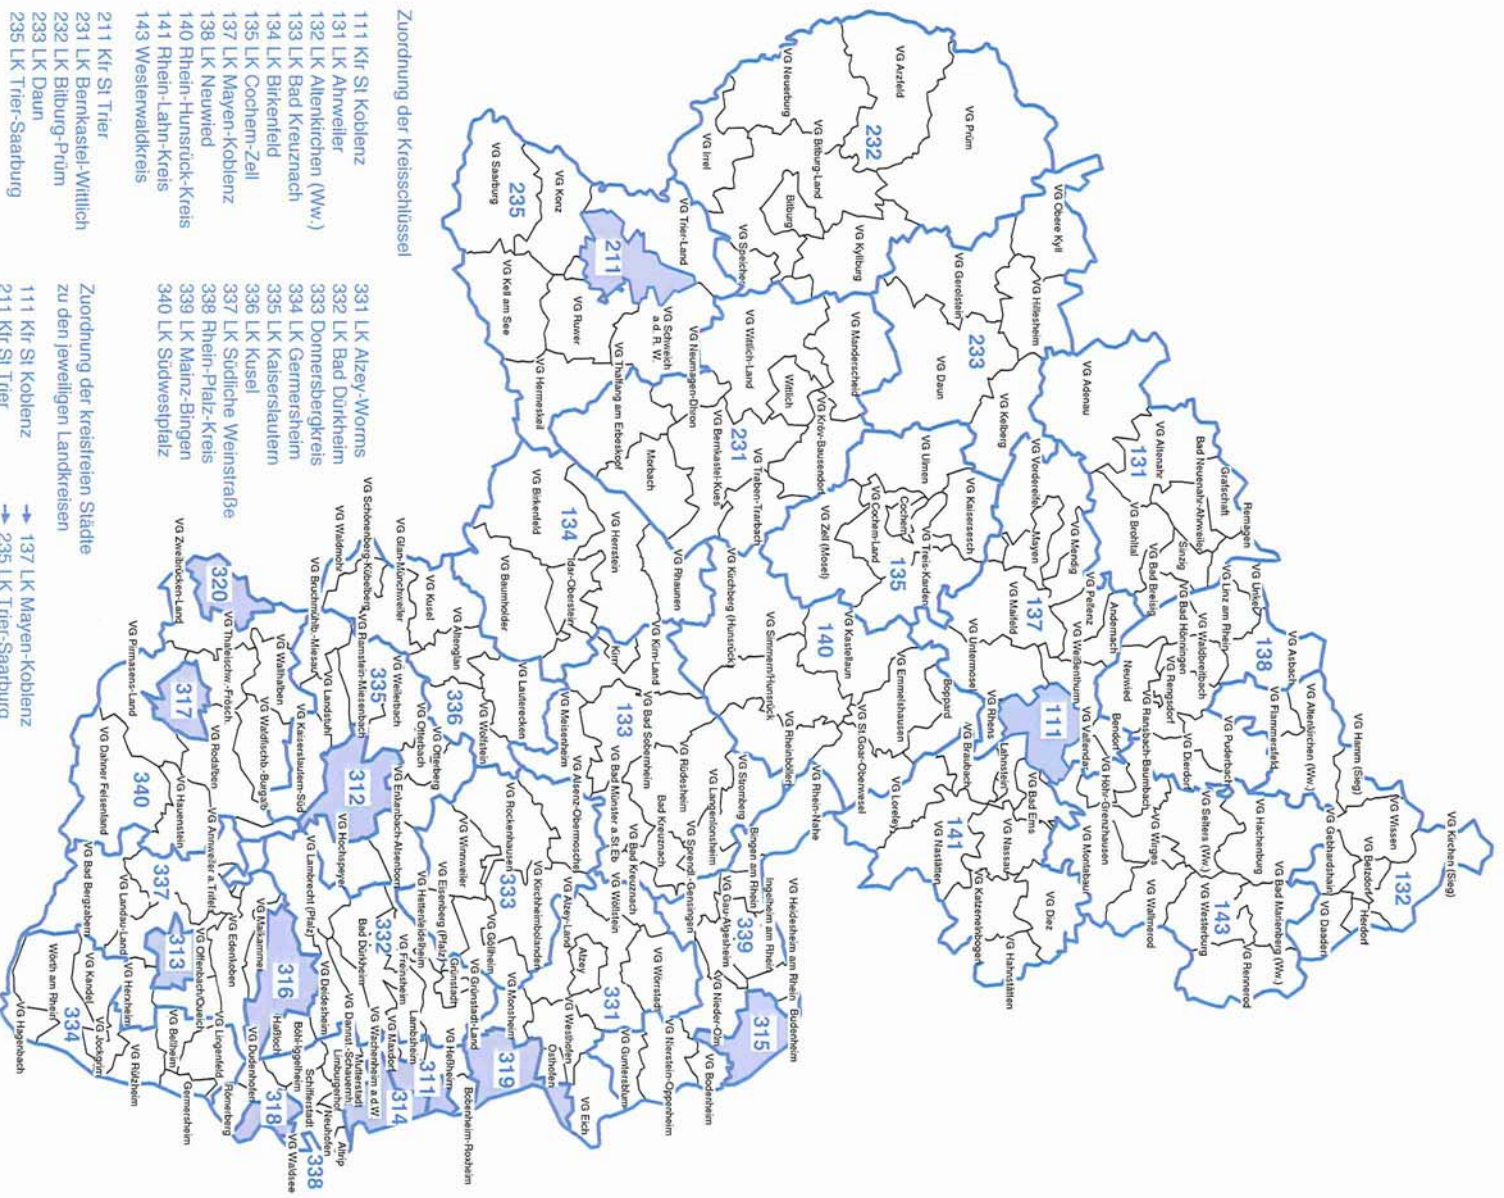 VG Kirchen (Sieg)
VG Hamm (Sieg)
VG Wissen
VG Betzdorf
132
Herdorf
VG Gebhardshain
VG Daaden
VG Altenkirchen (Ww.)
VG Asbach
VG Flammersfeld
138
VG Unkel
VG Linz am Rhein
VG Waldbreitbach
VG Puderbach
VG Bad Hönningen
VG Rengsdorf
VG Dierdorf
Neuwied
VG Hachenburg
VG Bad Marienberg (Ww.)
143
VG Rennerod
VG Selters (Ww.)
VG Westerburg
VG Ransbach-Baumbach
VG Wirges
VG Wallmerod
VG Höhr-Grenzhausen
VG Montabaur
Remagen
Grafschaft
Bad Neuenahr-Ahrweiler
Sinzig
VG Bad Breisig
VG Altenahr
131
VG Brohltal
VG Adenau
VG Obere Kyll
VG Hillesheim
VG Gerolstein
233
VG Daun
VG Kelberg
VG Prüm
VG Arzfeld
232
VG Neuerburg
VG Bitburg-Land
Bitburg
VG Kyllburg
VG Irrel
VG Speicher
Andernach
VG Pellenz
VG Weißenthurm
VG Mendig
Mayen
VG Vordereifel
137
VG Maifeld
Bendorf
VG Vallendar
111
VG Rhens
VG Untermosel
VG Ulmen
VG Kaisersesch
Cochem
VG Cochem-Land
VG Treis-Karden
135
VG Zell (Mosel)
VG Bad Ems
Lahnstein
VG Braubach
VG Nassau
VG Diez
VG Hahnstätten
VG Katzenelnbogen
141
VG Nastätten
VG Loreley
Boppard
VG Emmelshausen
VG St.Goar-Oberwesel
VG Kastellaun
140
VG Simmern/Hunsrück
VG Rheinböllen
VG Kirchberg (Hunsrück)
VG Manderscheid
VG Wittlich-Land
Wittlich
VG Kröv-Bausendorf
VG Traben-Trarbach
231
VG Bernkastel-Kues
VG Neumagen-Dhron
Morbach
VG Thalfang am Erbeskopf
VG Trier-Land
VG Schweich a.d. R. W.
211
VG Ruwer
VG Konz
235
VG Saarburg
VG Kell am See
VG Hermeskeil
VG Rhaunen
VG Herrstein
134
Idar-Oberstein
VG Birkenfeld
VG Baumholder
VG Kirn-Land
Kirn
VG Bad Sobernheim
133
VG Meisenheim
VG Rüdesheim
VG Stromberg
VG Langenlonsheim
Bad Kreuznach
VG Bad Kreuznach
VG Bad Münster a.St.Eb
VG Rhein-Nahe
Bingen am Rhein
Ingelheim am Rhein
VG Heidesheim am Rhein
Budenheim
VG Sprendl.-Gensingen
VG Gau-Algesheim
339
VG Nieder-Olm
315
VG Bodenheim
VG Nierstein-Oppenheim
VG Guntersblum
VG Wörrstadt
VG Wöllstein
331
Alzey
VG Alzey-Land
VG Westhofen
Osthofen
VG Eich
VG Monsheim
319
VG Alsenz-Obermoschel
VG Rockenhausen
VG Kirchheimbolanden
333
VG Göllheim
VG Winnweiler
VG Eisenberg (Pfalz)
VG Lauterecken
VG Wolfstein
336
VG Altenglan
VG Kusel
VG Glan-Münchweiler
VG Schönenberg-Kübelberg
VG Waldmohr
VG Bruchmühlb.-Miesau
VG Ramstein-Miesenbach
335
VG Weilerbach
VG Otterbach
VG Otterberg
VG Enkenbach-Alsenborn
VG Hochspeyer
312
VG Landstuhl
VG Kaiserslautern-Süd
VG Grünstadt-Land
Grünstadt
VG Hettenleidelheim
VG Freinsheim
332
Bad Dürkheim
VG Wachenheim a.d.W
VG Deidesheim
VG Lambrecht (Pfalz)
Haßloch
VG Heßheim
Bobenheim-Roxheim
Lambsheim
VG Maxdorf
311
314
VG Dannst.-Schauernh.
Mutterstadt
Limburgerhof
Neuhofen
Altrip
338
Schifferstadt
VG Waldsee
Böhl-Iggelheim
VG Dudenhofen
318
Römerberg
316
VG Zweibrücken-Land
320
VG Wallhalben
VG Waldfischb.-Burgalb
VG Thaleischw.-Frösch.
VG Rodalben
317
VG Pirmasens-Land
VG Hauenstein
340
VG Dahner Felsenland
VG Annweiler a.Trifels
VG Maikammer
VG Edenkoben
VG Offenbach/Queich
313
337
VG Landau-Land
VG Herxheim
VG Bad Bergzabern
VG Lingenfeld
VG Bellheim
Germersheim
VG Rülzheim
VG Jockgrim
VG Kandel
334
Wörth am Rhein
VG Hagenbach
Zuordnung der Kreisschlüssel
111 Kfr St Koblenz
131 LK Ahrweiler
132 LK Altenkirchen (Ww.)
133 LK Bad Kreuznach
134 LK Birkenfeld
135 LK Cochem-Zell
137 LK Mayen-Koblenz
138 LK Neuwied
140 Rhein-Hunsrück-Kreis
141 Rhein-Lahn-Kreis
143 Westerwaldkreis
211 Kfr St Trier
231 LK Bernkastel-Wittlich
232 LK Bitburg-Prüm
233 LK Daun
235 LK Trier-Saarburg
331 LK Alzey-Worms
332 LK Bad Dürkheim
333 Donnersbergkreis
334 LK Germersheim
335 LK Kaiserslautern
336 LK Kusel
337 LK Südliche Weinstraße
338 Rhein-Pfalz-Kreis
339 LK Mainz-Bingen
340 LK Südwestpfalz
Zuordnung der kreisfreien Städte
zu den jeweiligen Landkreisen
111 Kfr St Koblenz → 137 LK Mayen-Koblenz
211 Kfr St Trier → 235 LK Trier-Saarburg